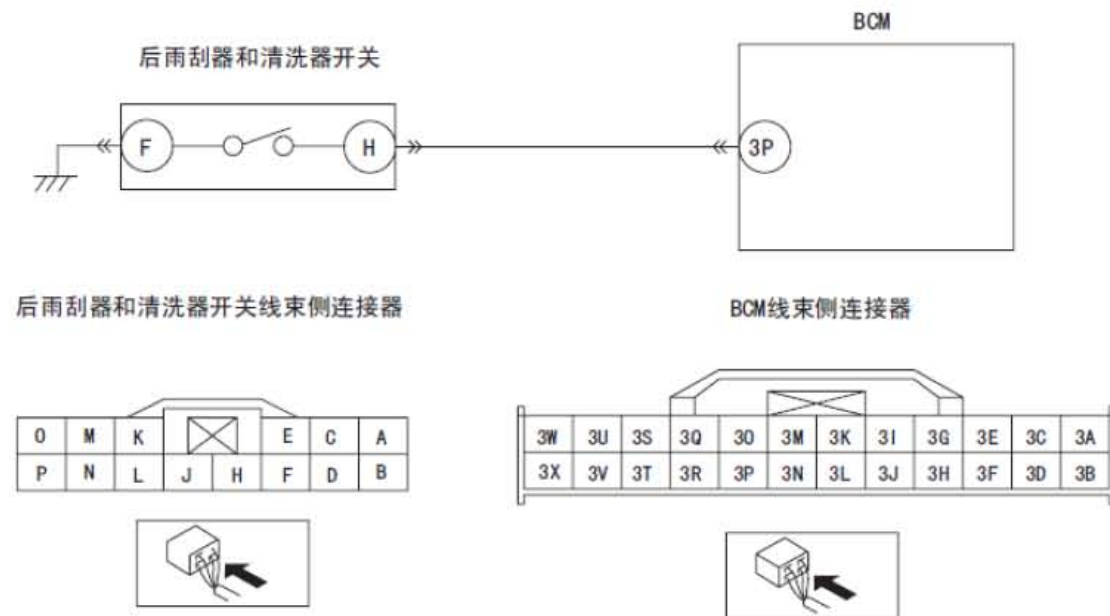 BCM
后雨刮器和清洗器开关
F
H
3P
后雨刮器和清洗器开关线束侧连接器
BCM线束侧连接器
O M K E C A
P N L J H F D B
3W 3U 3S 3Q 3O 3M 3K 3I 3G 3E 3C 3A
3X 3V 3T 3R 3P 3N 3L 3J 3H 3F 3D 3B